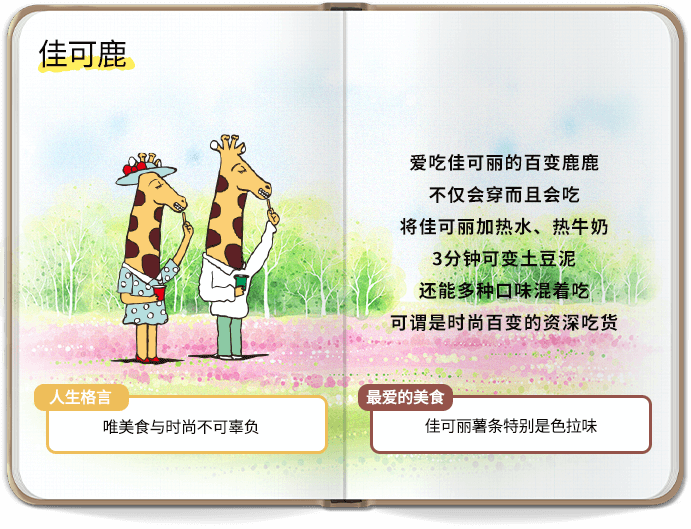 佳可鹿
爱吃佳可丽的百变鹿鹿
不仅会穿而且会吃
将佳可丽加热水、热牛奶
3分钟可变土豆泥
还能多种口味混着吃
可谓是时尚百变的资深吃货
人生格言
唯美食与时尚不可辜负
最爱的美食
佳可丽薯条特别是色拉味